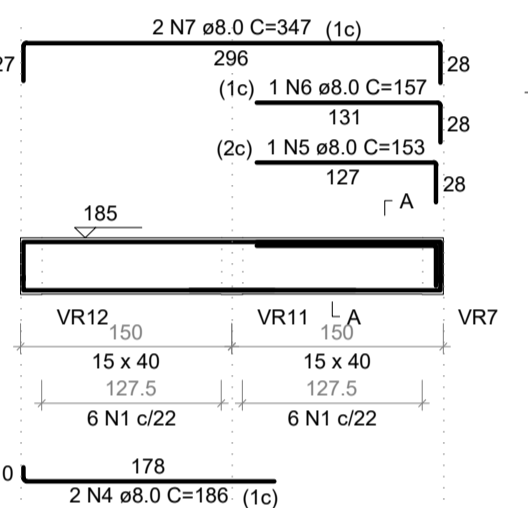 2 N7 ø8.0 C=347 (1c)
27 296 28
(1c) 1 N6 ø8.0 C=157
131 28
(2c) 1 N5 ø8.0 C=153
127 28
A
185
VR12 VR11 A VR7
150 150
15 x 40 15 x 40
127.5 127.5
6 N1 c/22 6 N1 c/22
0 178
2 N4 ø8.0 C=186 (1c)